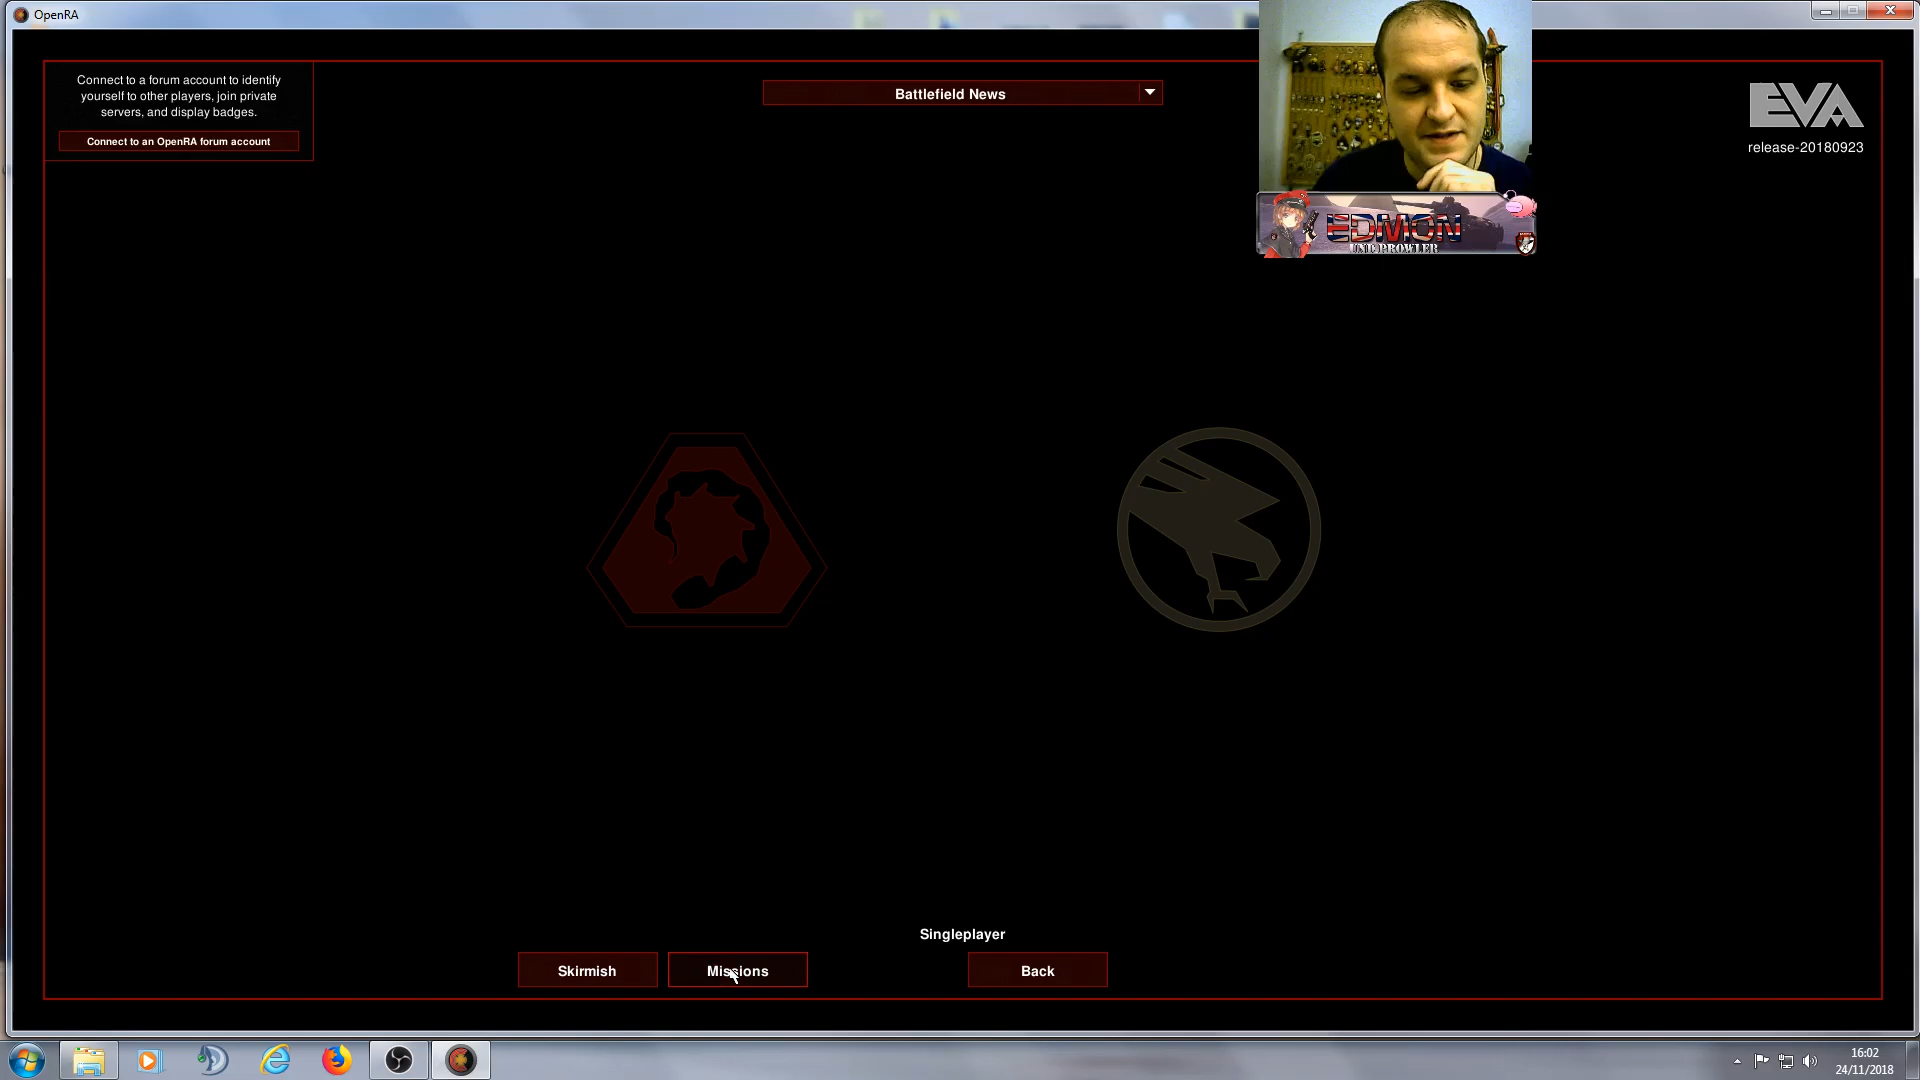 OpenRA
Connect to a forum account to identify
yourself to other players, join private
servers, and display badges.
Connect to an OpenRA forum account
Battlefield News
EVA
release-20180923
EDMON
UNB-PROWLER
Singleplayer
Skirmish
Missions
Back
16:02
24/11/2018